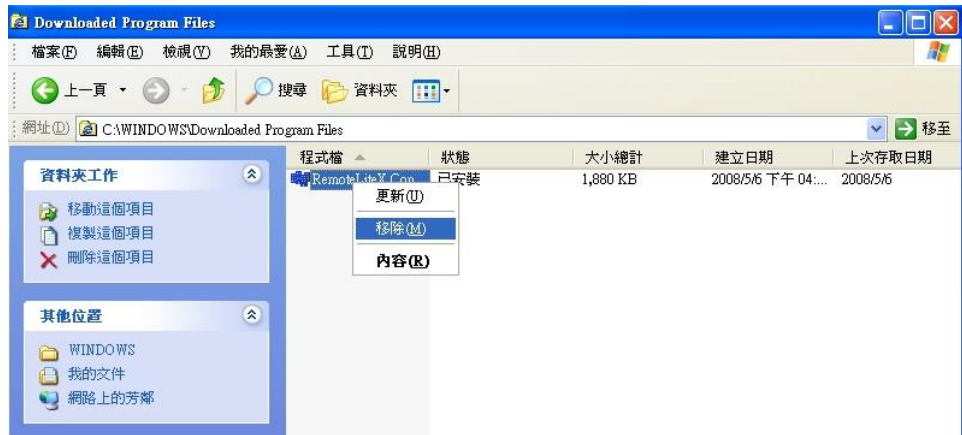 Downloaded Program Files
檔案(F) 編輯(E) 檢視(V) 我的最愛(A) 工具(T) 說明(H)
上一頁 搜尋 資料夾
網址(D) C:\WINDOWS\Downloaded Program Files 移至
程式檔 狀態 大小總計 建立日期 上次存取日期
RemoteLiteX Con... 已安裝 1,880 KB 2008/5/6 下午 04:... 2008/5/6
更新(U)
移除(M)
內容(R)
資料夾工作
移動這個項目
複製這個項目
刪除這個項目
其他位置
WINDOWS
我的文件
網路上的芳鄰